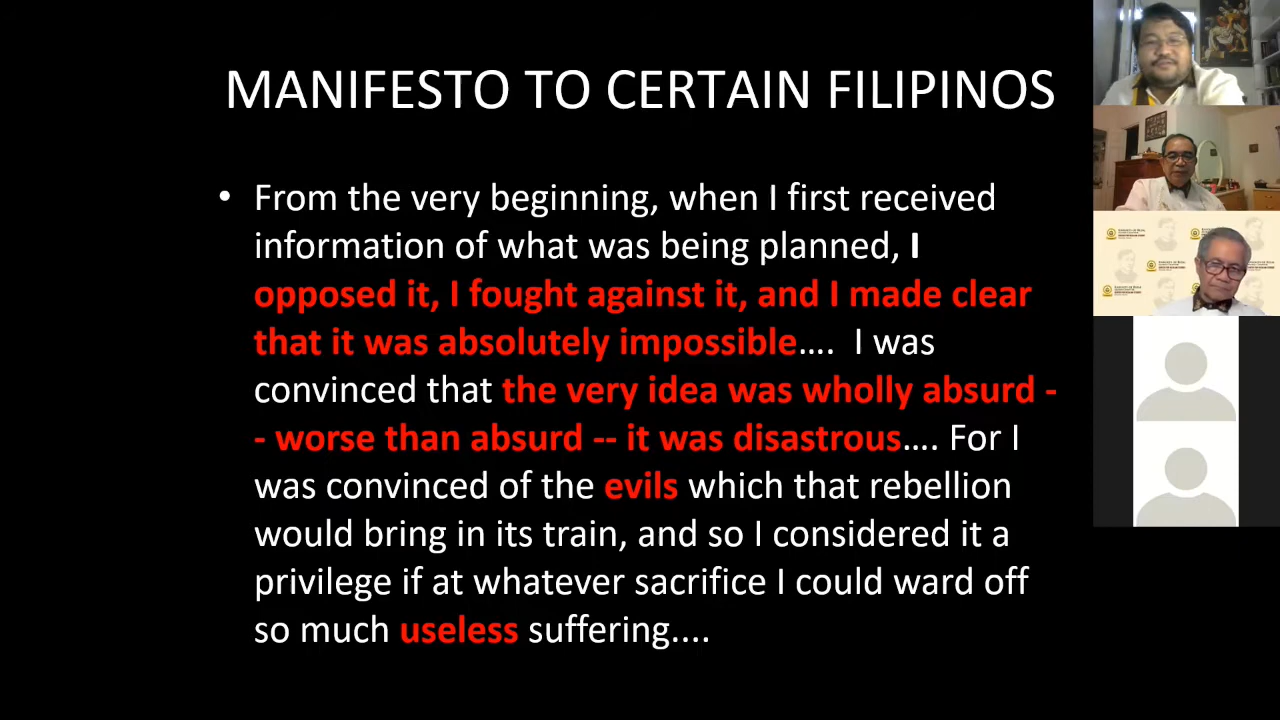 MANIFESTO TO CERTAIN FILIPINOS
• From the very beginning, when I first received
information of what was being planned, I
opposed it, I fought against it, and I made clear
that it was absolutely impossible…. I was
convinced that the very idea was wholly absurd -
- worse than absurd -- it was disastrous…. For I
was convinced of the evils which that rebellion
would bring in its train, and so I considered it a
privilege if at whatever sacrifice I could ward off
so much useless suffering....